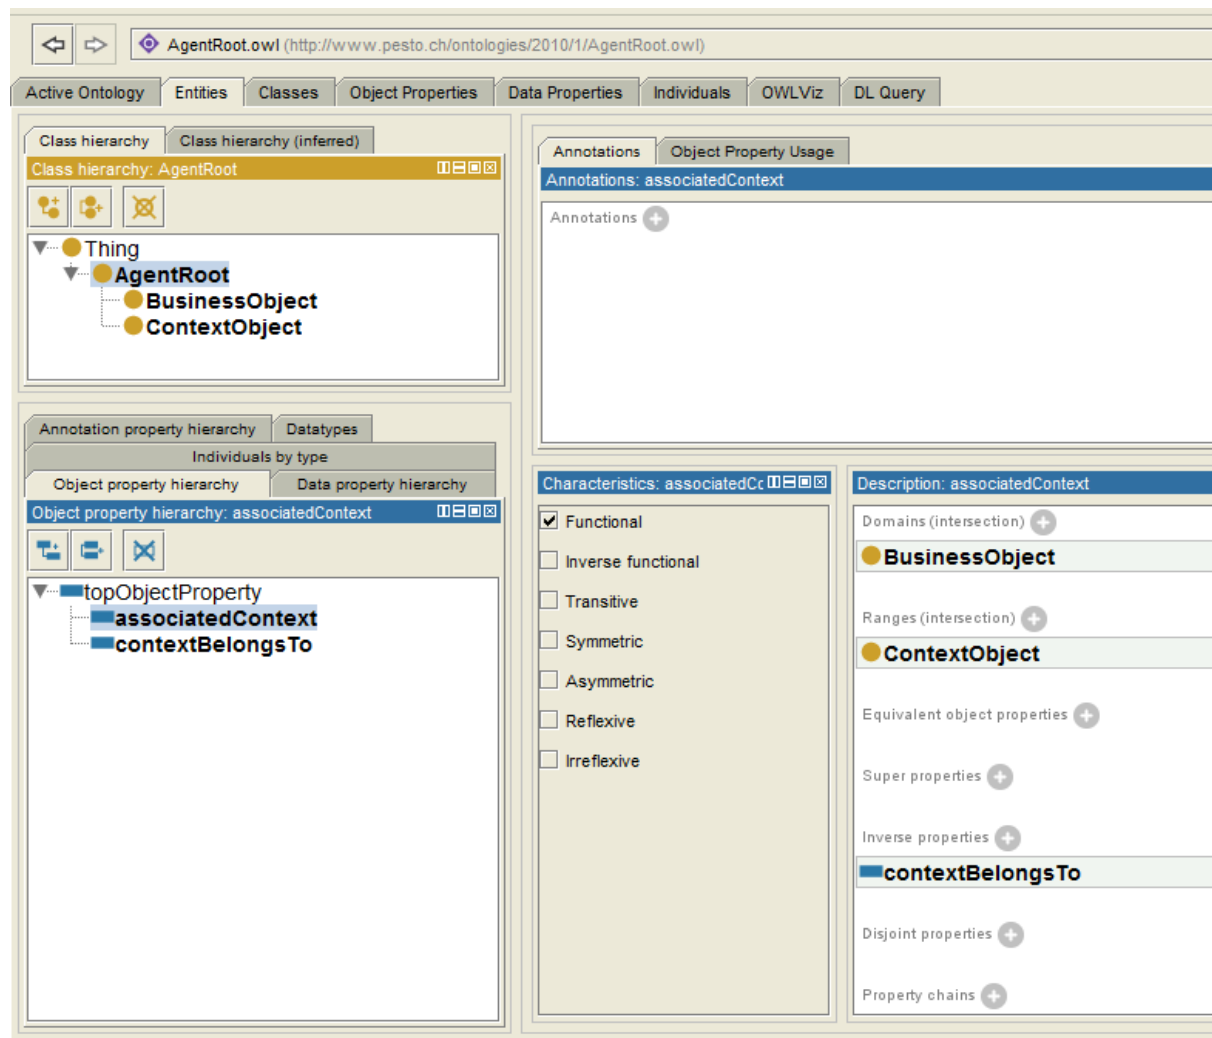 AgentRoot.owl (http://www.pesto.ch/ontologies/2010/1/AgentRoot.owl)
Active Ontology Entities Classes Object Properties Data Properties Individuals OWLViz DL Query
Class hierarchy Class hierarchy (inferred)
Class hierarchy: AgentRoot
Thing
AgentRoot
BusinessObject
ContextObject
Annotation property hierarchy Datatypes
Individuals by type
Object property hierarchy Data property hierarchy
Object property hierarchy: associatedContext
topObjectProperty
associatedContext
contextBelongsTo
Annotations Object Property Usage
Annotations: associatedContext
Annotations
Characteristics: associatedCc
Functional
Inverse functional
Transitive
Symmetric
Asymmetric
Reflexive
Irreflexive
Description: associatedContext
Domains (intersection)
BusinessObject
Ranges (intersection)
ContextObject
Equivalent object properties
Super properties
Inverse properties
contextBelongsTo
Disjoint properties
Property chains